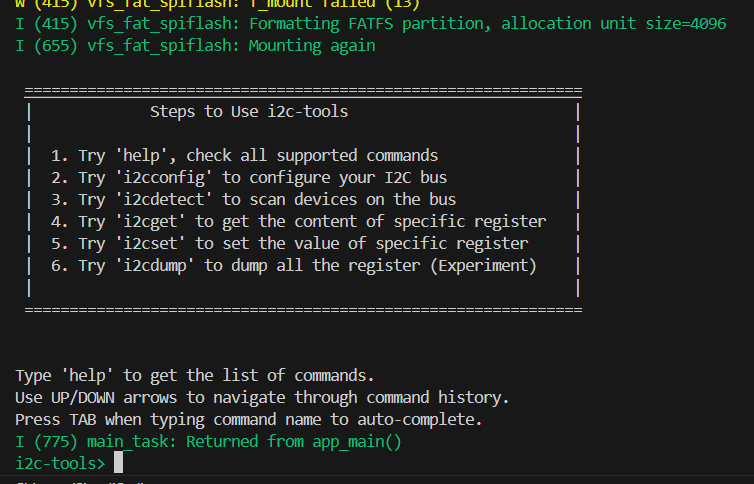 W (415) vfs_fat_spiflash: f_mount failed (13)
I (415) vfs_fat_spiflash: Formatting FATFS partition, allocation unit size=4096
I (655) vfs_fat_spiflash: Mounting again
==============================================================
| Steps to Use i2c-tools |
| |
| 1. Try 'help', check all supported commands |
| 2. Try 'i2cconfig' to configure your I2C bus |
| 3. Try 'i2cdetect' to scan devices on the bus |
| 4. Try 'i2cget' to get the content of specific register |
| 5. Try 'i2cset' to set the value of specific register |
| 6. Try 'i2cdump' to dump all the register (Experiment) |
| |
==============================================================
Type 'help' to get the list of commands.
Use UP/DOWN arrows to navigate through command history.
Press TAB when typing command name to auto-complete.
I (775) main_task: Returned from app_main()
i2c-tools>